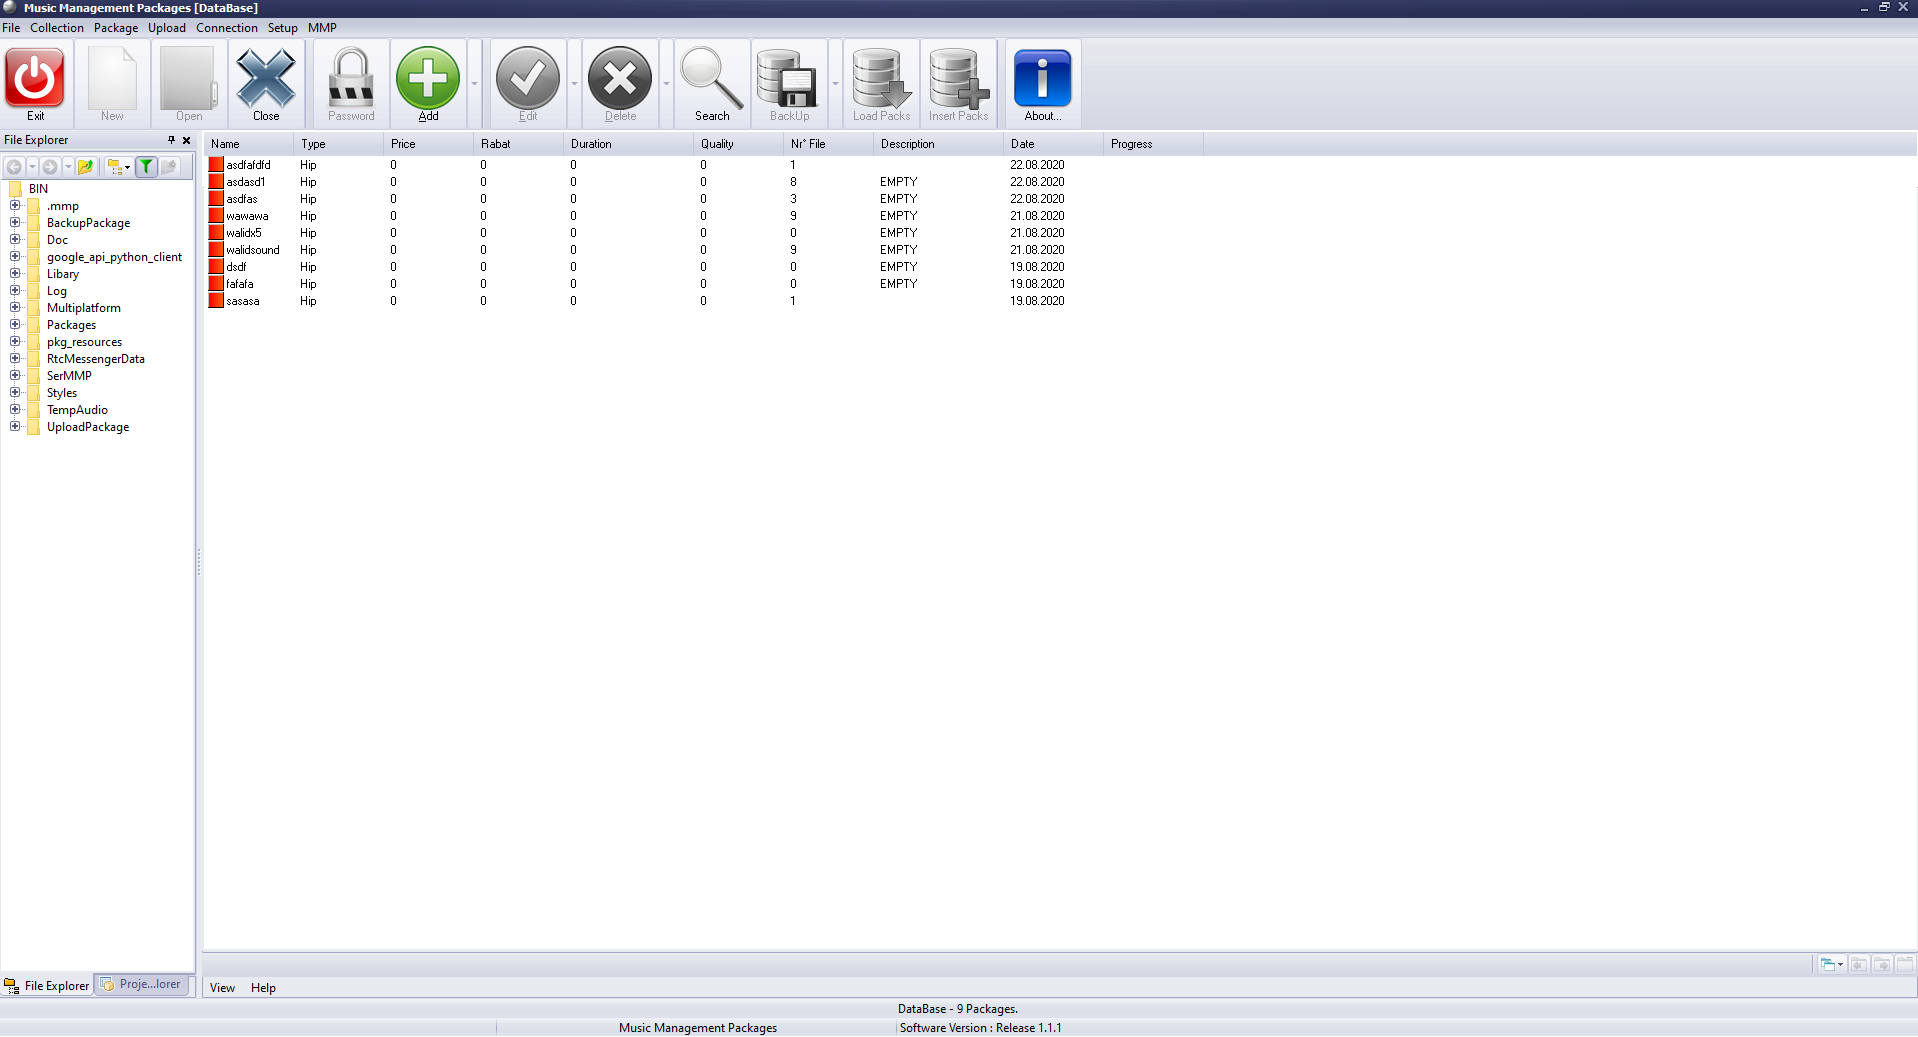 Music Management Packages [DataBase]
File Collection Package Upload Connection Setup MMP
Exit New Open Close Password Add Edit Delete Search BackUp Load Packs Insert Packs About...
File Explorer
Name Type Price Rabat Duration Quality Nr° File Description Date Progress
asdfafdfd Hip 0 0 0 0 1 22.08.2020
asdasd1 Hip 0 0 0 0 8 EMPTY 22.08.2020
asdfas Hip 0 0 0 0 3 EMPTY 22.08.2020
wawawa Hip 0 0 0 0 9 EMPTY 21.08.2020
walidx5 Hip 0 0 0 0 0 EMPTY 21.08.2020
walidsound Hip 0 0 0 0 9 EMPTY 21.08.2020
dsdf Hip 0 0 0 0 0 EMPTY 19.08.2020
fafafa Hip 0 0 0 0 0 EMPTY 19.08.2020
sasasa Hip 0 0 0 0 1 19.08.2020
BIN
.mmp
BackupPackage
Doc
google_api_python_client
Libary
Log
Multiplatform
Packages
pkg_resources
RtcMessengerData
SerMMP
Styles
TempAudio
UploadPackage
File Explorer Proje...lorer
View Help
DataBase - 9 Packages.
Music Management Packages Software Version : Release 1.1.1